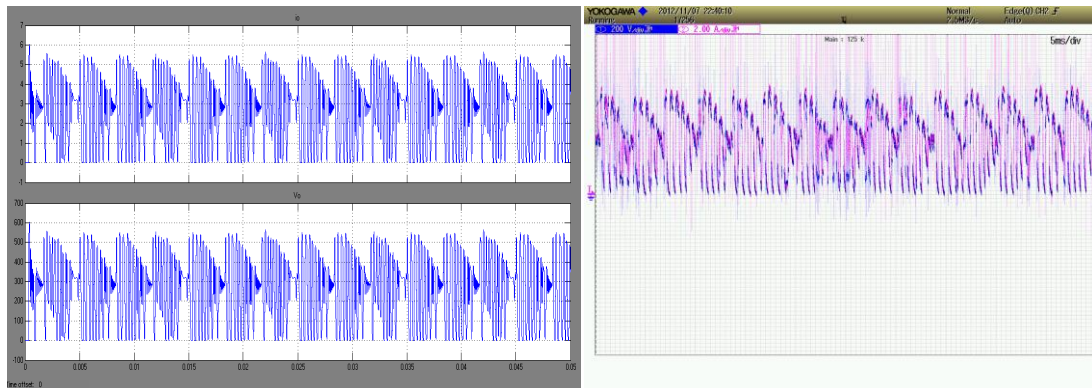 io
7
6
5
4
3
2
1
0
-1
Vo
700
600
500
400
300
200
100
0
-100
0 0.005 0.01 0.015 0.02 0.025 0.03 0.035 0.04 0.045 0.05
Time offset: 0
YOKOGAWA 2012/11/07 22:40:10 Normal Edge(Q) CH2
Running 2.5MS/s Auto
200 V 2.00 A
Main : 125 k 5ms/div